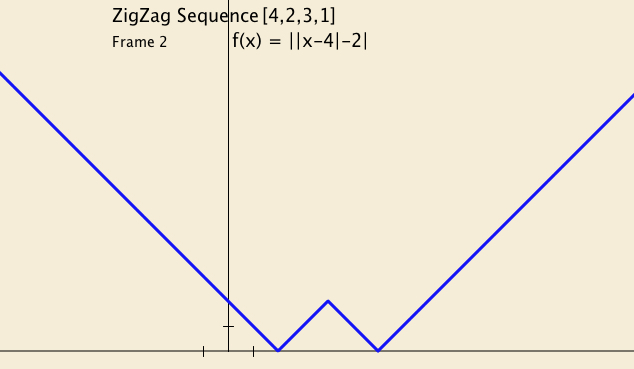 ZigZag Sequence [4,2,3,1]
Frame 2
f(x) = ||x−4|−2|